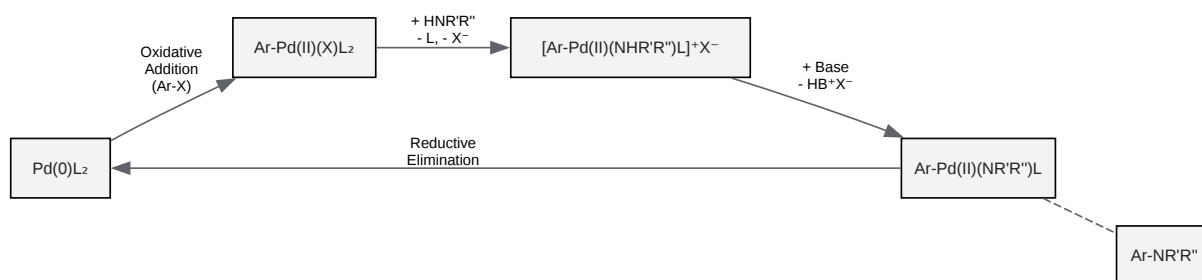 + HNR'R"
- L, - X⁻
Oxidative
Addition
(Ar-X)
Ar-Pd(II)(X)L₂
[Ar-Pd(II)(NHR'R")L]⁺X⁻
+ Base
- HB⁺X⁻
Reductive
Elimination
Pd(0)L₂
Ar-Pd(II)(NR'R")L
Ar-NR'R"